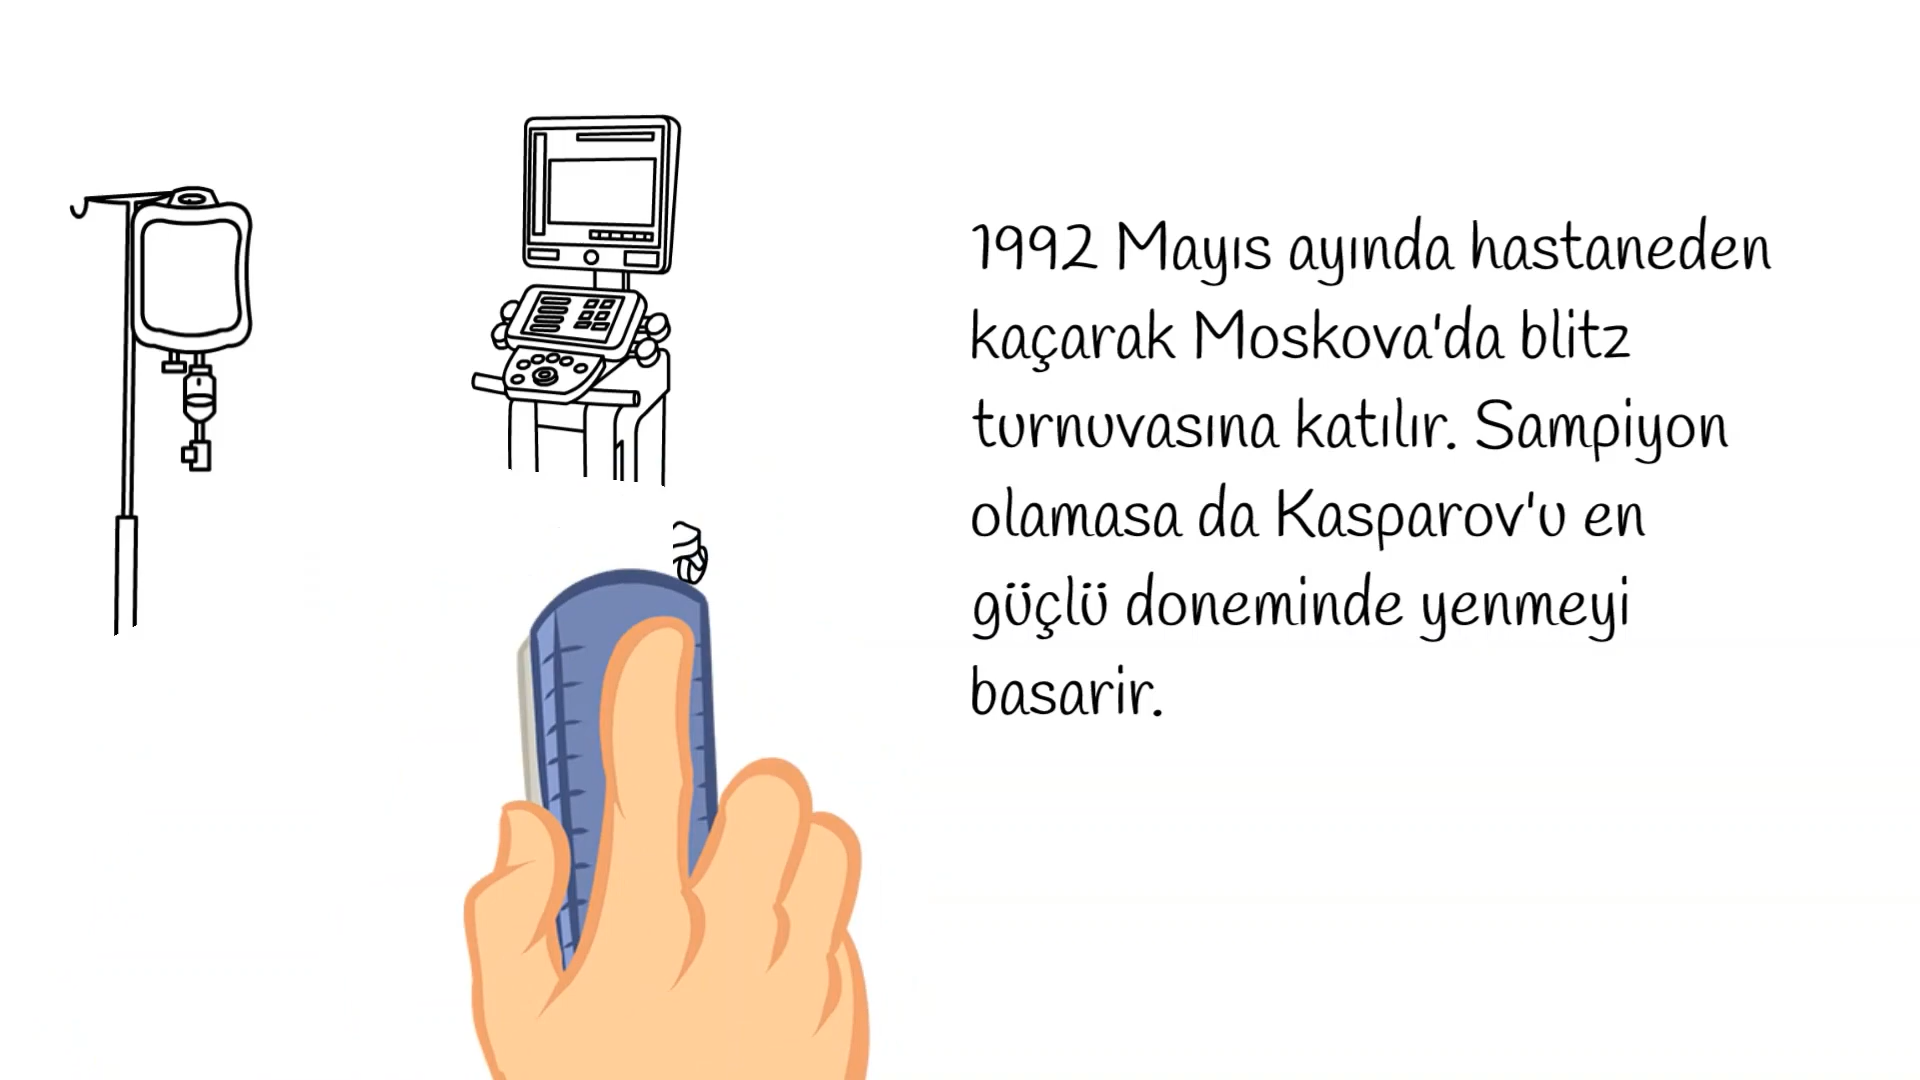 1992 Mayıs ayında hastaneden
kaçarak Moskova'da blitz
turnuvasına katılır. Sampiyon
olamasa da Kasparov'u en
güçlü doneminde yenmeyi
basarir.